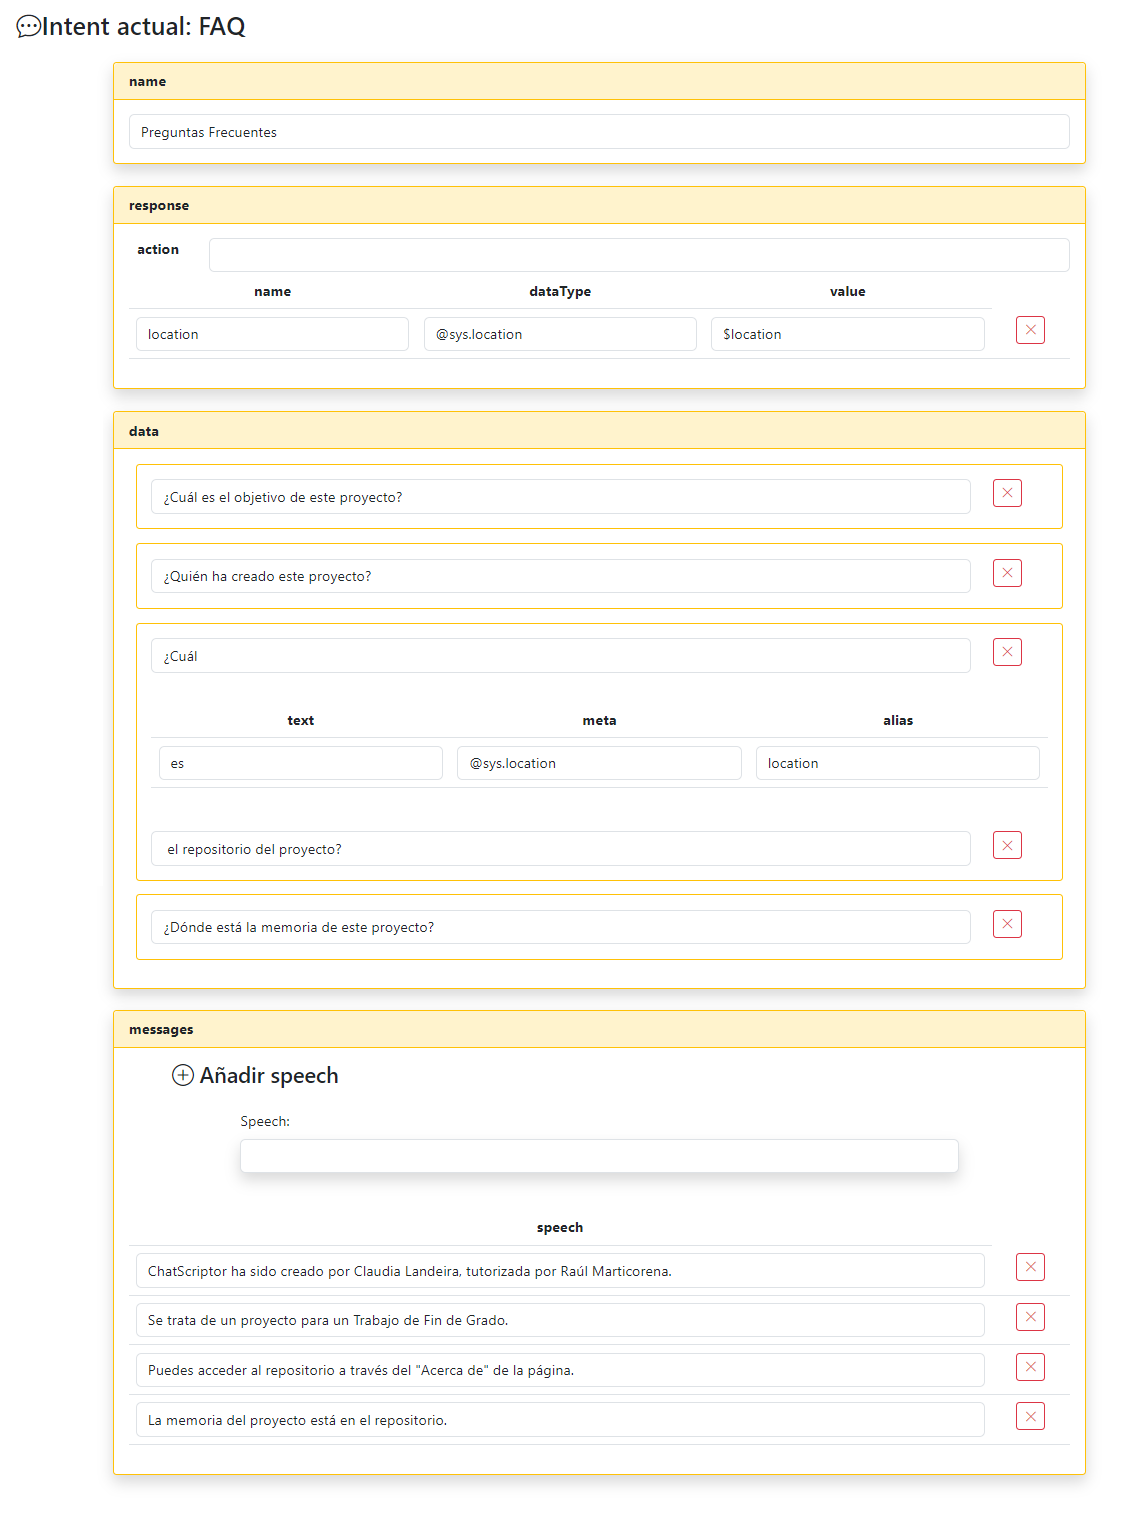 Intent actual: FAQ
name
Preguntas Frecuentes
response
action
name dataType value
location @sys.location $location
data
¿Cuál es el objetivo de este proyecto?
¿Quién ha creado este proyecto?
¿Cuál
text meta alias
es @sys.location location
el repositorio del proyecto?
¿Dónde está la memoria de este proyecto?
messages
Añadir speech
Speech:
speech
ChatScriptor ha sido creado por Claudia Landeira, tutorizada por Raúl Marticorena.
Se trata de un proyecto para un Trabajo de Fin de Grado.
Puedes acceder al repositorio a través del "Acerca de" de la página.
La memoria del proyecto está en el repositorio.